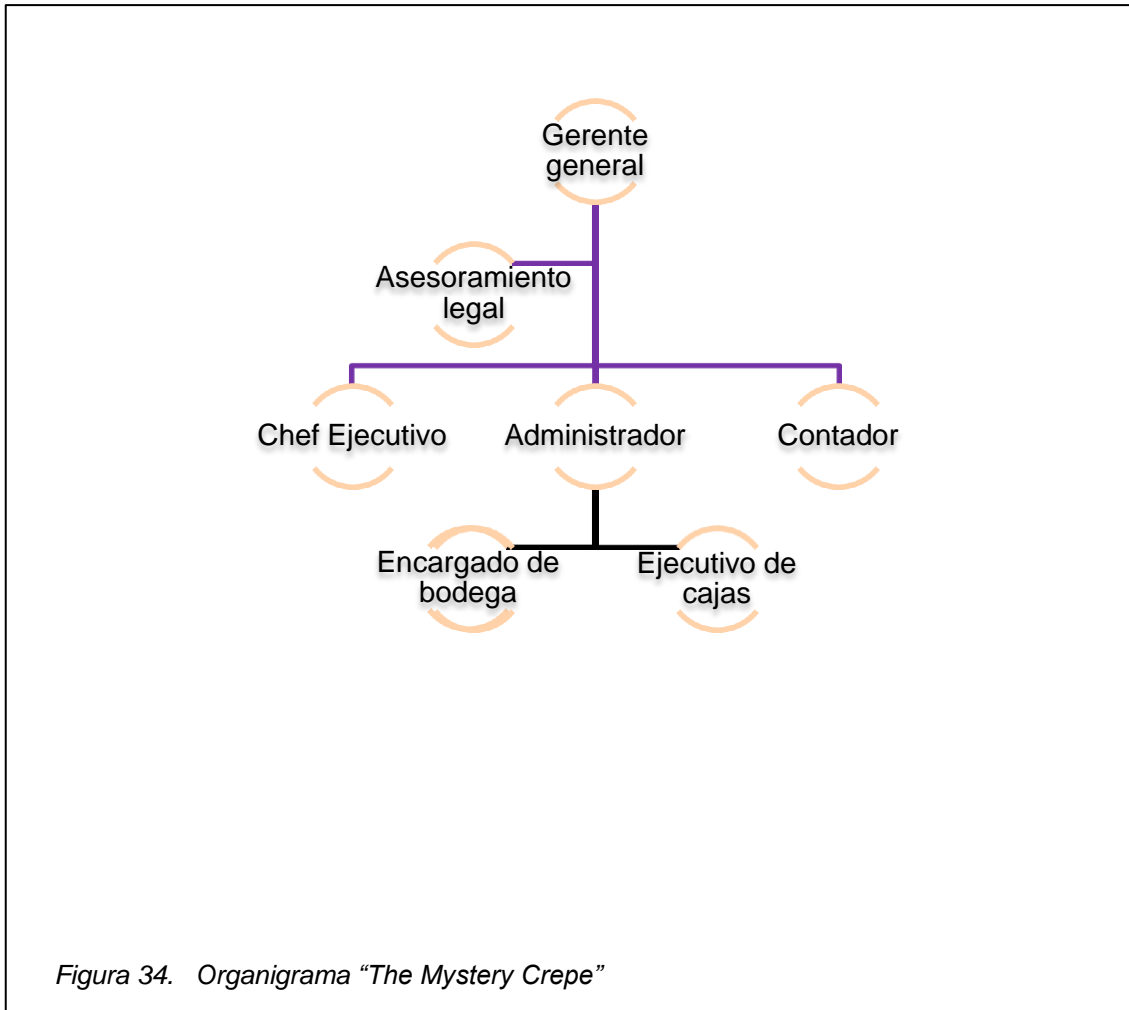 Gerente
general
Asesoramiento
legal
Chef Ejecutivo
Administrador
Contador
Encargado de
bodega
Ejecutivo de
cajas
Figura 34. Organigrama “The Mystery Crepe”